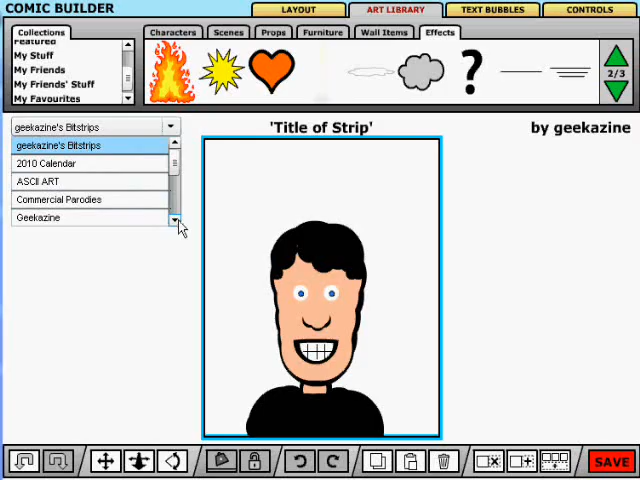 COMIC BUILDER
LAYOUT
ART LIBRARY
TEXT BUBBLES
CONTROLS
Collections
Characters
Scenes
Props
Furniture
Wall Items
Effects
Featured
My Stuff
My Friends
My Friends' Stuff
My Favourites
?
2/3
geekazine's Bitstrips
'Title of Strip'
by geekazine
geekazine's Bitstrips
2010 Calendar
ASCII ART
Commercial Parodies
Geekazine
SAVE